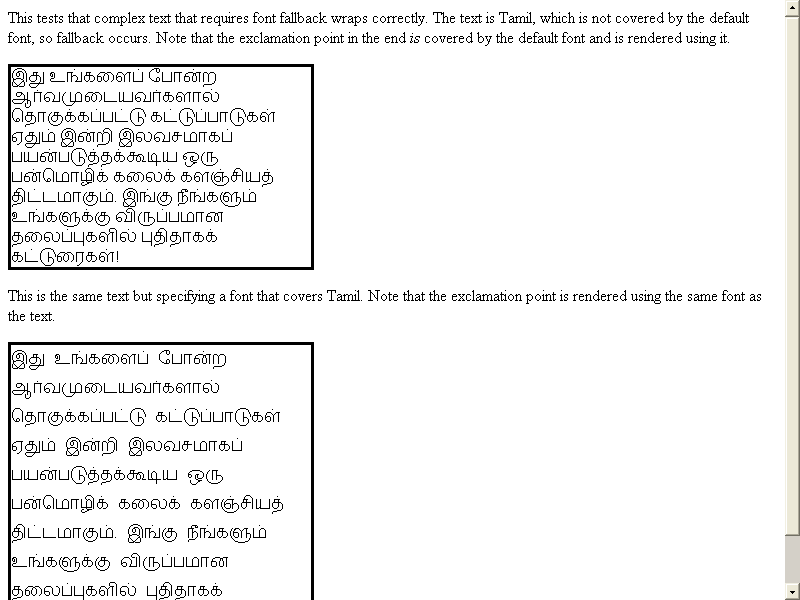 This tests that complex text that requires font fallback wraps correctly. The text is Tamil, which is not covered by the default
font, so fallback occurs. Note that the exclamation point in the end is covered by the default font and is rendered using it.
இது உங்களைப் போன்ற
ஆர்வமுடையவர்களால்
தொகுக்கப்பட்டு கட்டுப்பாடுகள்
ஏதும் இன்றி இலவசமாகப்
பயன்படுத்தக்கூடிய ஒரு
பன்மொழிக் கலைக் களஞ்சியத்
திட்டமாகும். இங்கு நீங்களும்
உங்களுக்கு விருப்பமான
தலைப்புகளில் புதிதாகக்
கட்டுரைகள்!
This is the same text but specifying a font that covers Tamil. Note that the exclamation point is rendered using the same font as
the text.
இது உங்களைப் போன்ற
ஆர்வமுடையவர்களால்
தொகுக்கப்பட்டு கட்டுப்பாடுகள்
ஏதும் இன்றி இலவசமாகப்
பயன்படுத்தக்கூடிய ஒரு
பன்மொழிக் கலைக் களஞ்சியத்
திட்டமாகும். இங்கு நீங்களும்
உங்களுக்கு விருப்பமான
தலைப்புகளில் புதிதாகக்